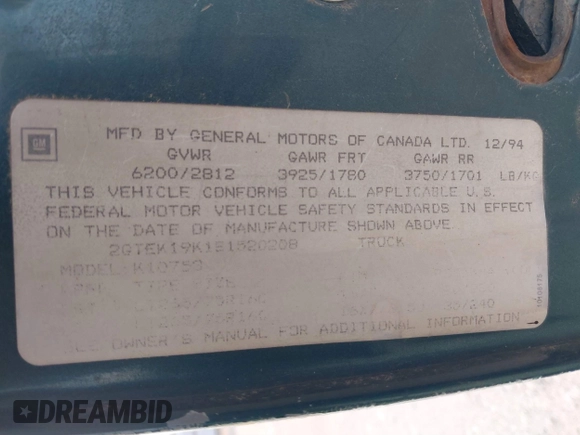 GM
MFD BY GENERAL MOTORS OF CANADA LTD. 12/94
GVWR GAWR FRT GAWR RR
6200/2812 3925/1780 3750/1701 LB/KG
THIS VEHICLE CONFORMS TO ALL APPLICABLE U.S.
FEDERAL MOTOR VEHICLE SAFETY STANDARDS IN EFFECT
ON THE DATE OF MANUFACTURE SHOWN ABOVE
TRUCK
MODEL: K10753
OWNER'S MANUAL FOR ADDITIONAL INFORMATION
DREAMBID